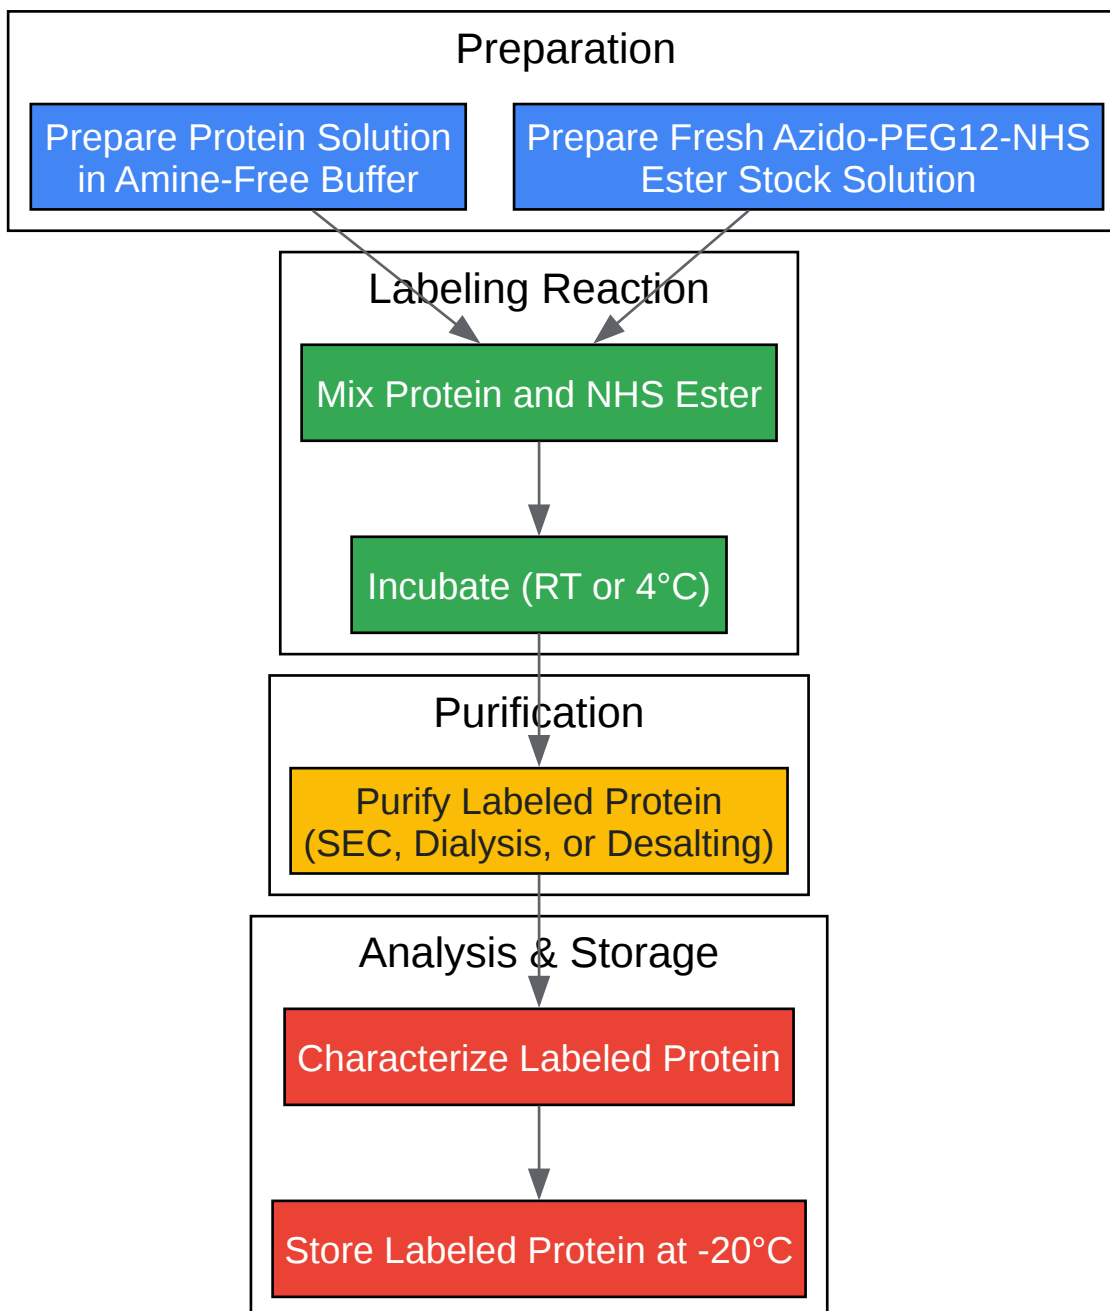 Preparation
Prepare Protein Solution
in Amine-Free Buffer
Prepare Fresh Azido-PEG12-NHS
Ester Stock Solution
Labeling Reaction
Mix Protein and NHS Ester
Incubate (RT or 4°C)
Purification
Purify Labeled Protein
(SEC, Dialysis, or Desalting)
Analysis & Storage
Characterize Labeled Protein
Store Labeled Protein at -20°C